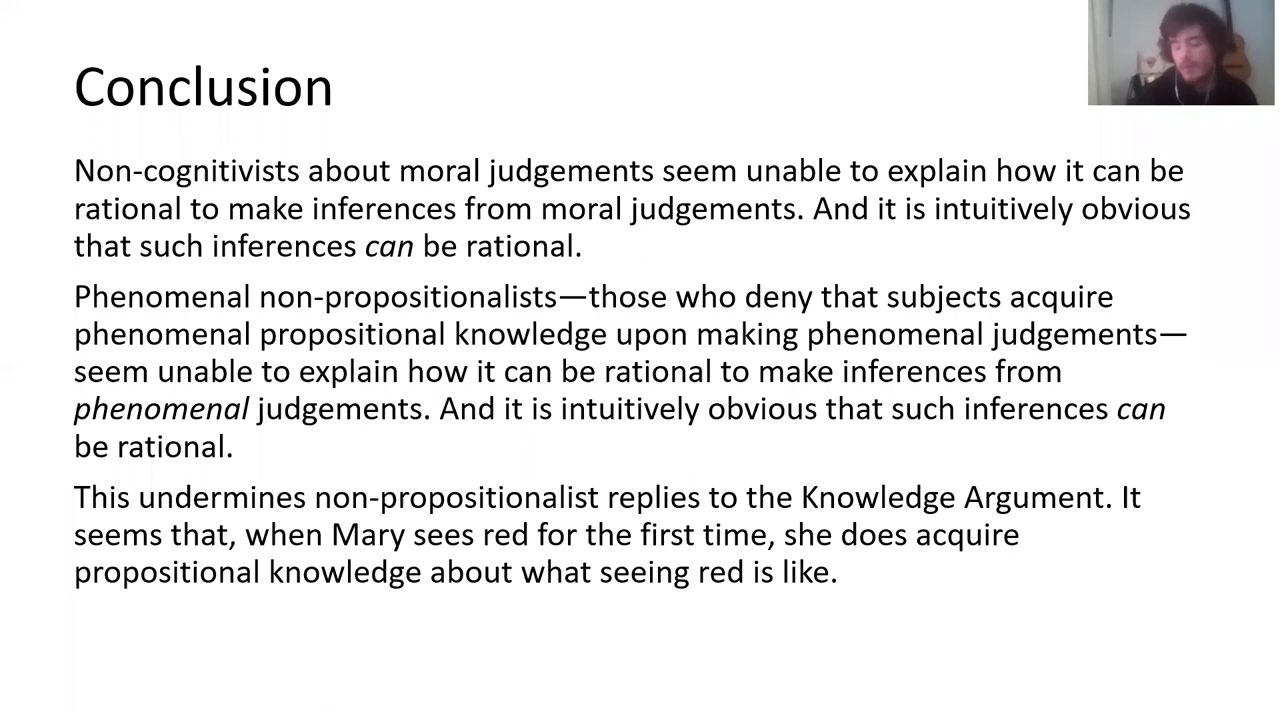 Conclusion
Non-cognitivists about moral judgements seem unable to explain how it can be
rational to make inferences from moral judgements. And it is intuitively obvious
that such inferences can be rational.
Phenomenal non-propositionalists—those who deny that subjects acquire
phenomenal propositional knowledge upon making phenomenal judgements—
seem unable to explain how it can be rational to make inferences from
phenomenal judgements. And it is intuitively obvious that such inferences can
be rational.
This undermines non-propositionalist replies to the Knowledge Argument. It
seems that, when Mary sees red for the first time, she does acquire
propositional knowledge about what seeing red is like.